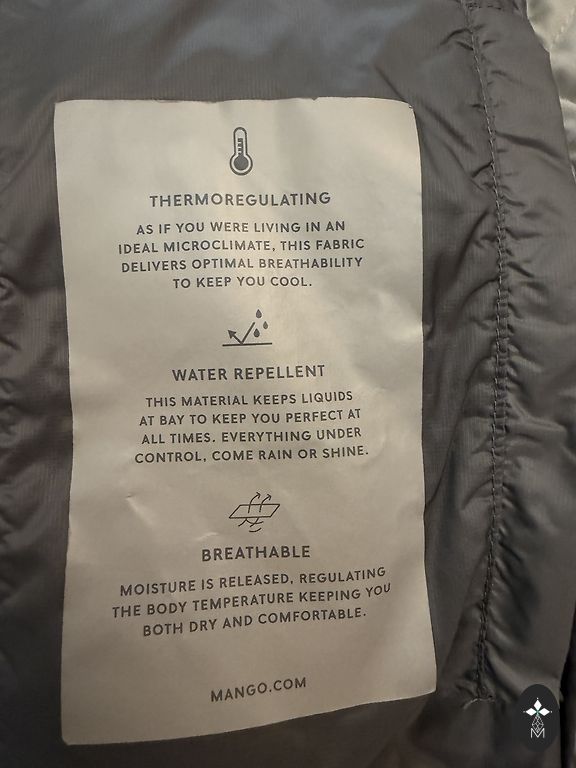 THERMOREGULATING
AS IF YOU WERE LIVING IN AN
IDEAL MICROCLIMATE, THIS FABRIC
DELIVERS OPTIMAL BREATHABILITY
TO KEEP YOU COOL.
WATER REPELLENT
THIS MATERIAL KEEPS LIQUIDS
AT BAY TO KEEP YOU PERFECT AT
ALL TIMES. EVERYTHING UNDER
CONTROL, COME RAIN OR SHINE.
BREATHABLE
MOISTURE IS RELEASED, REGULATING
THE BODY TEMPERATURE KEEPING YOU
BOTH DRY AND COMFORTABLE.
MANGO.COM
M